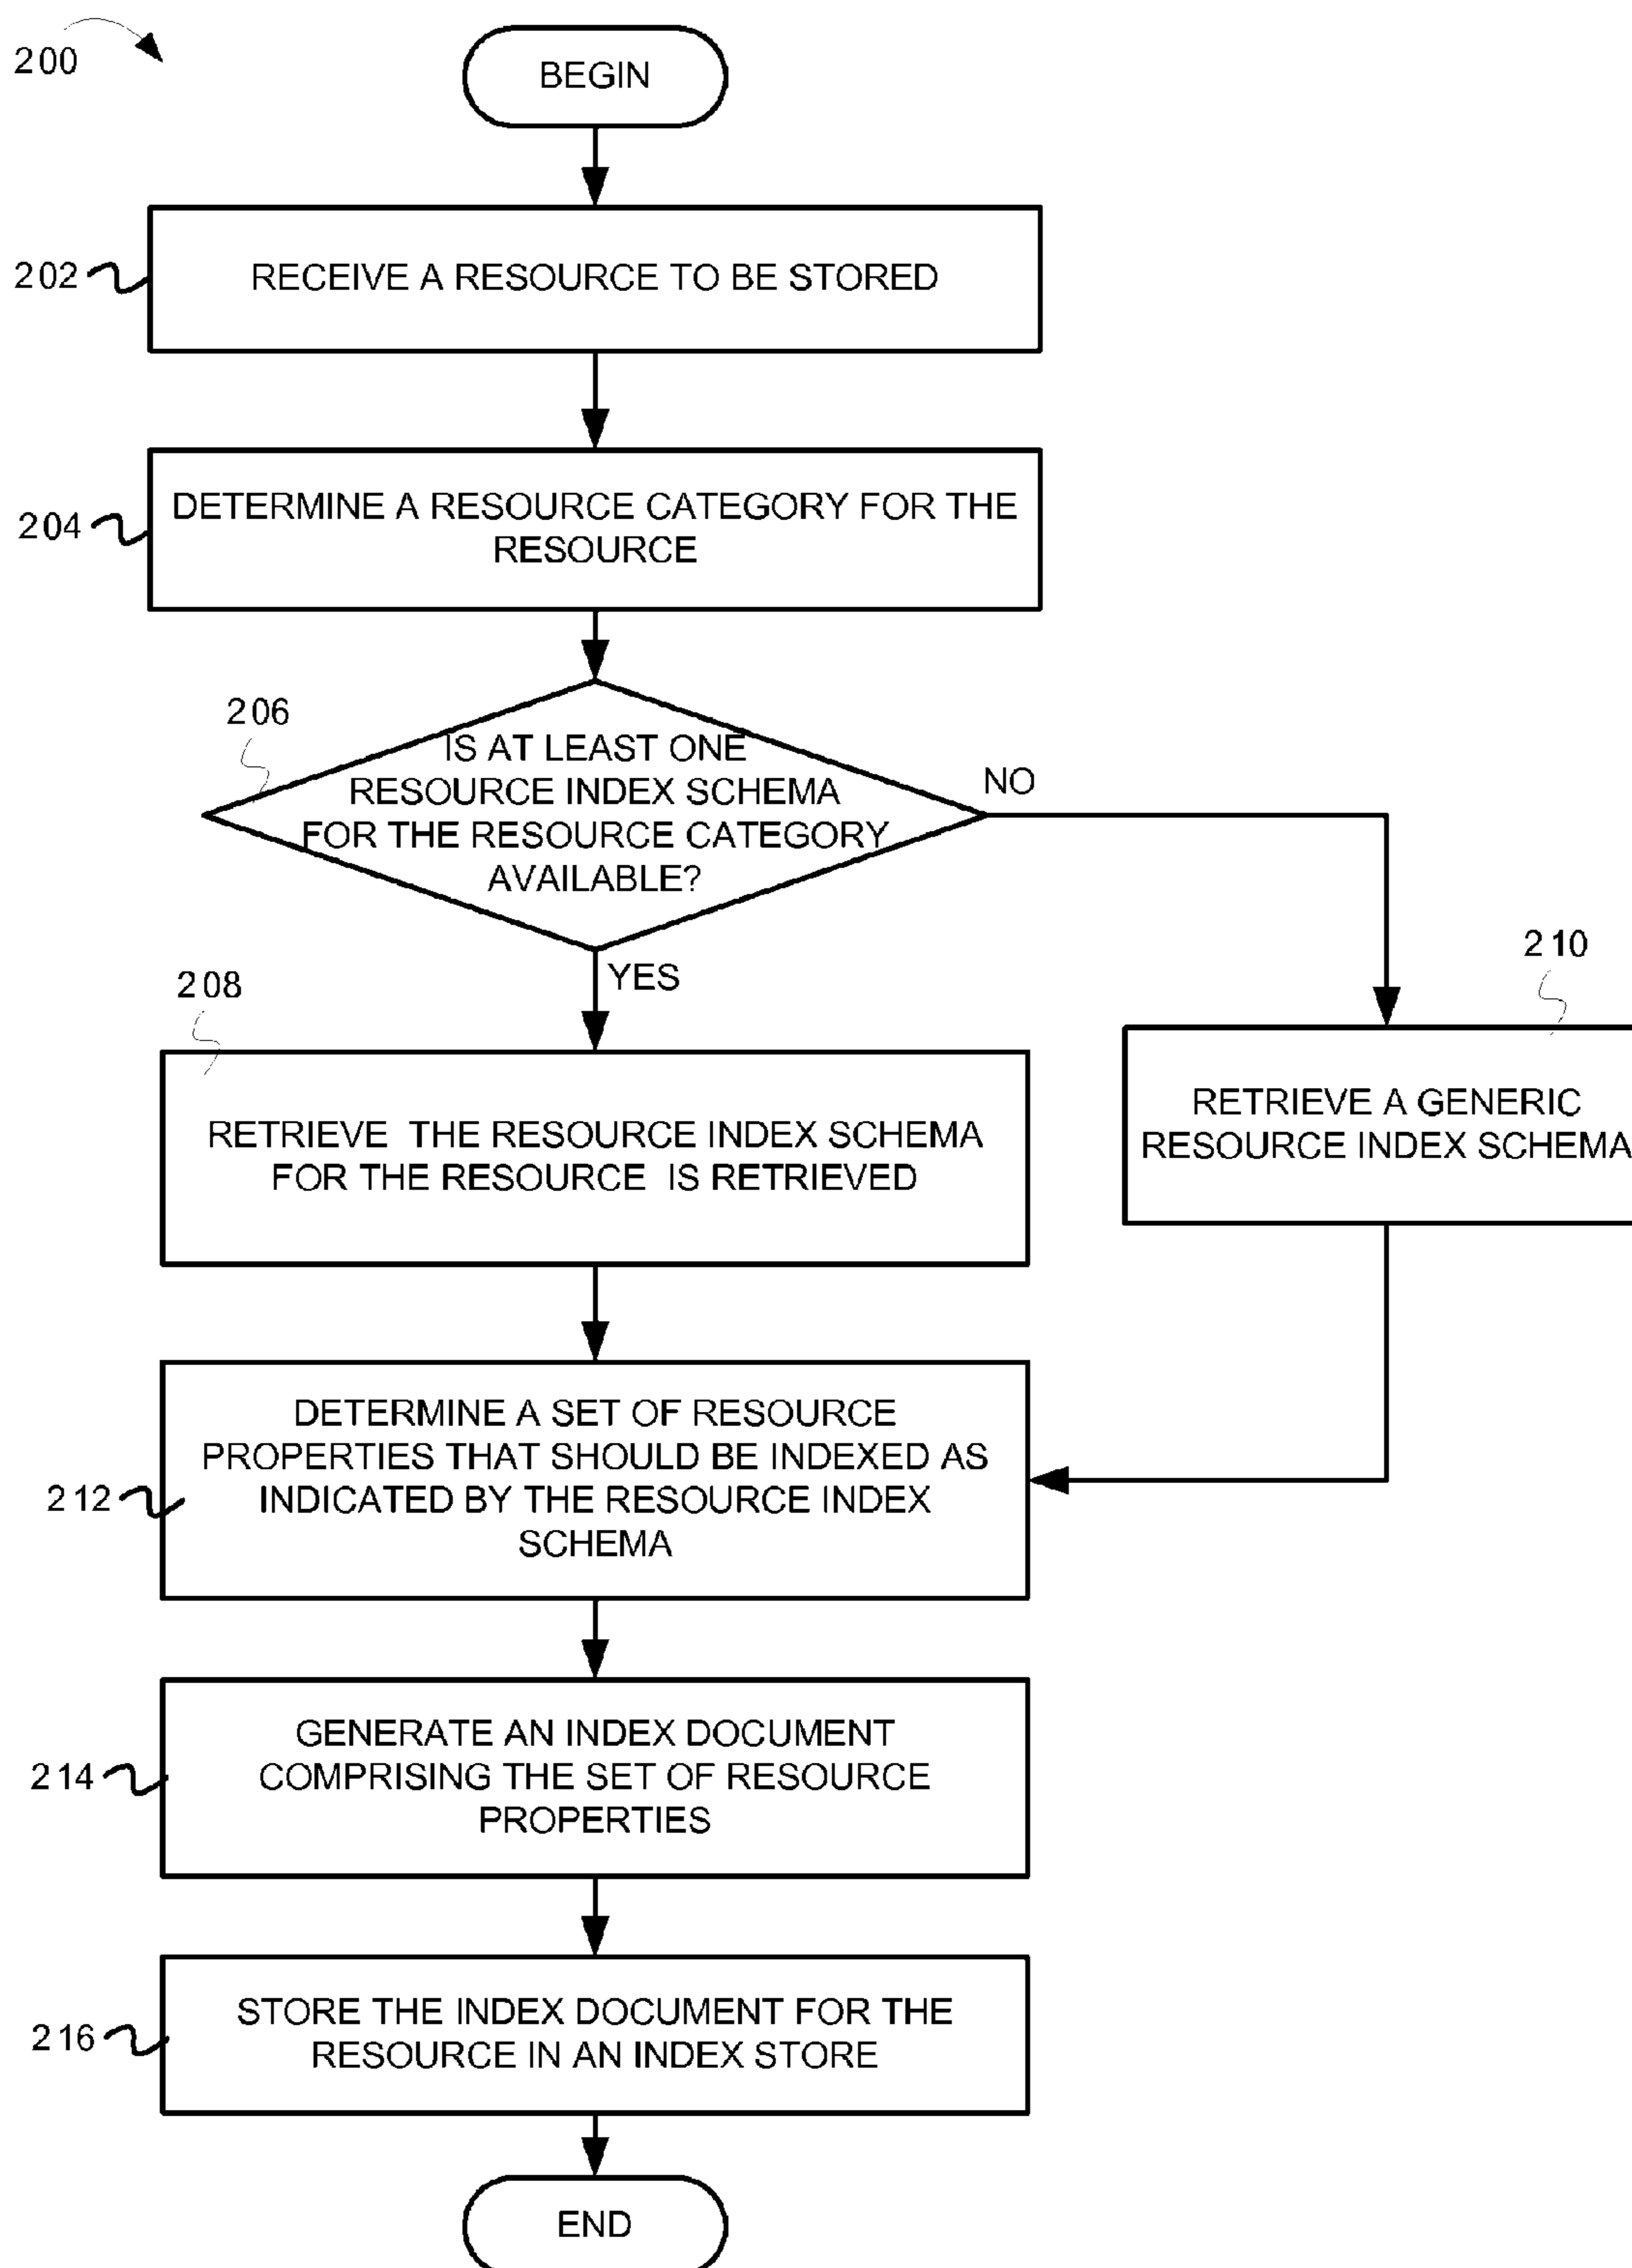 200
BEGIN
202
RECEIVE A RESOURCE TO BE STORED
204
DETERMINE A RESOURCE CATEGORY FOR THE
RESOURCE
206
IS AT LEAST ONE
RESOURCE INDEX SCHEMA
FOR THE RESOURCE CATEGORY
AVAILABLE?
NO
YES
208
RETRIEVE THE RESOURCE INDEX SCHEMA
FOR THE RESOURCE IS RETRIEVED
210
RETRIEVE A GENERIC
RESOURCE INDEX SCHEMA
212
DETERMINE A SET OF RESOURCE
PROPERTIES THAT SHOULD BE INDEXED AS
INDICATED BY THE RESOURCE INDEX
SCHEMA
214
GENERATE AN INDEX DOCUMENT
COMPRISING THE SET OF RESOURCE
PROPERTIES
216
STORE THE INDEX DOCUMENT FOR THE
RESOURCE IN AN INDEX STORE
END